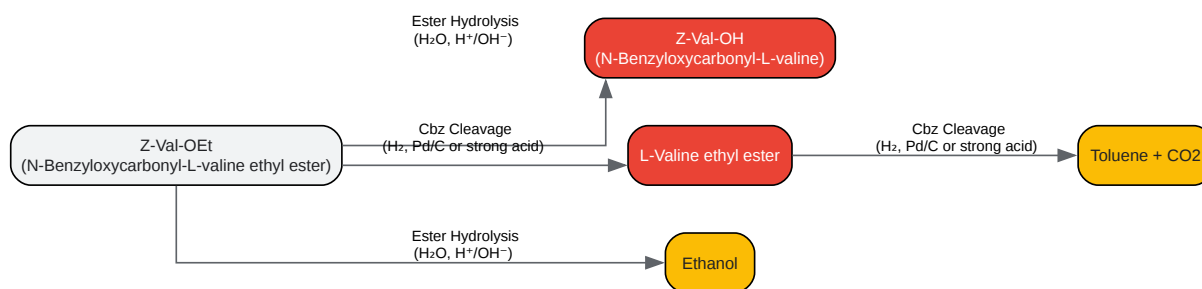 Ester Hydrolysis
(H₂O, H⁺/OH⁻)
Z-Val-OH
(N-Benzyloxycarbonyl-L-valine)
Z-Val-OEt
(N-Benzyloxycarbonyl-L-valine ethyl ester)
Cbz Cleavage
(H₂, Pd/C or strong acid)
L-Valine ethyl ester
Cbz Cleavage
(H₂, Pd/C or strong acid)
Toluene + CO2
Ester Hydrolysis
(H₂O, H⁺/OH⁻)
Ethanol